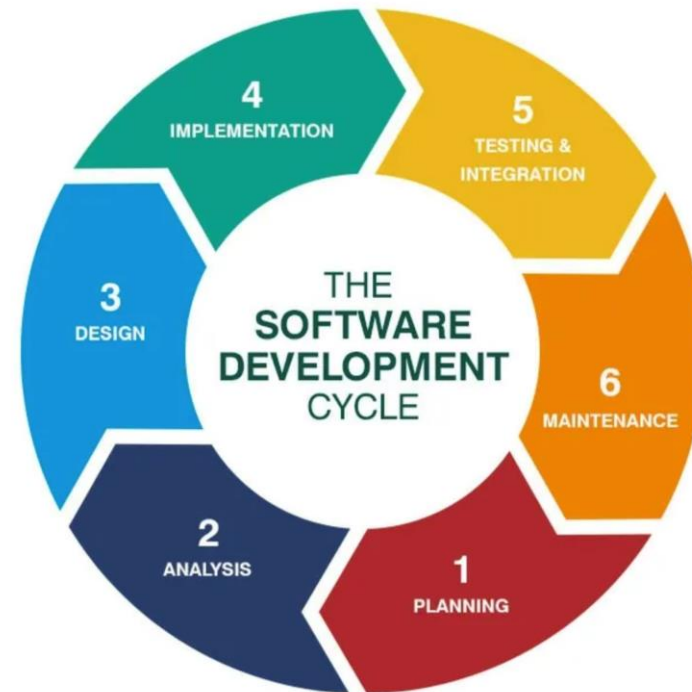 THE
SOFTWARE
DEVELOPMENT
CYCLE
1
PLANNING
2
ANALYSIS
3
DESIGN
4
IMPLEMENTATION
5
TESTING &
INTEGRATION
6
MAINTENANCE